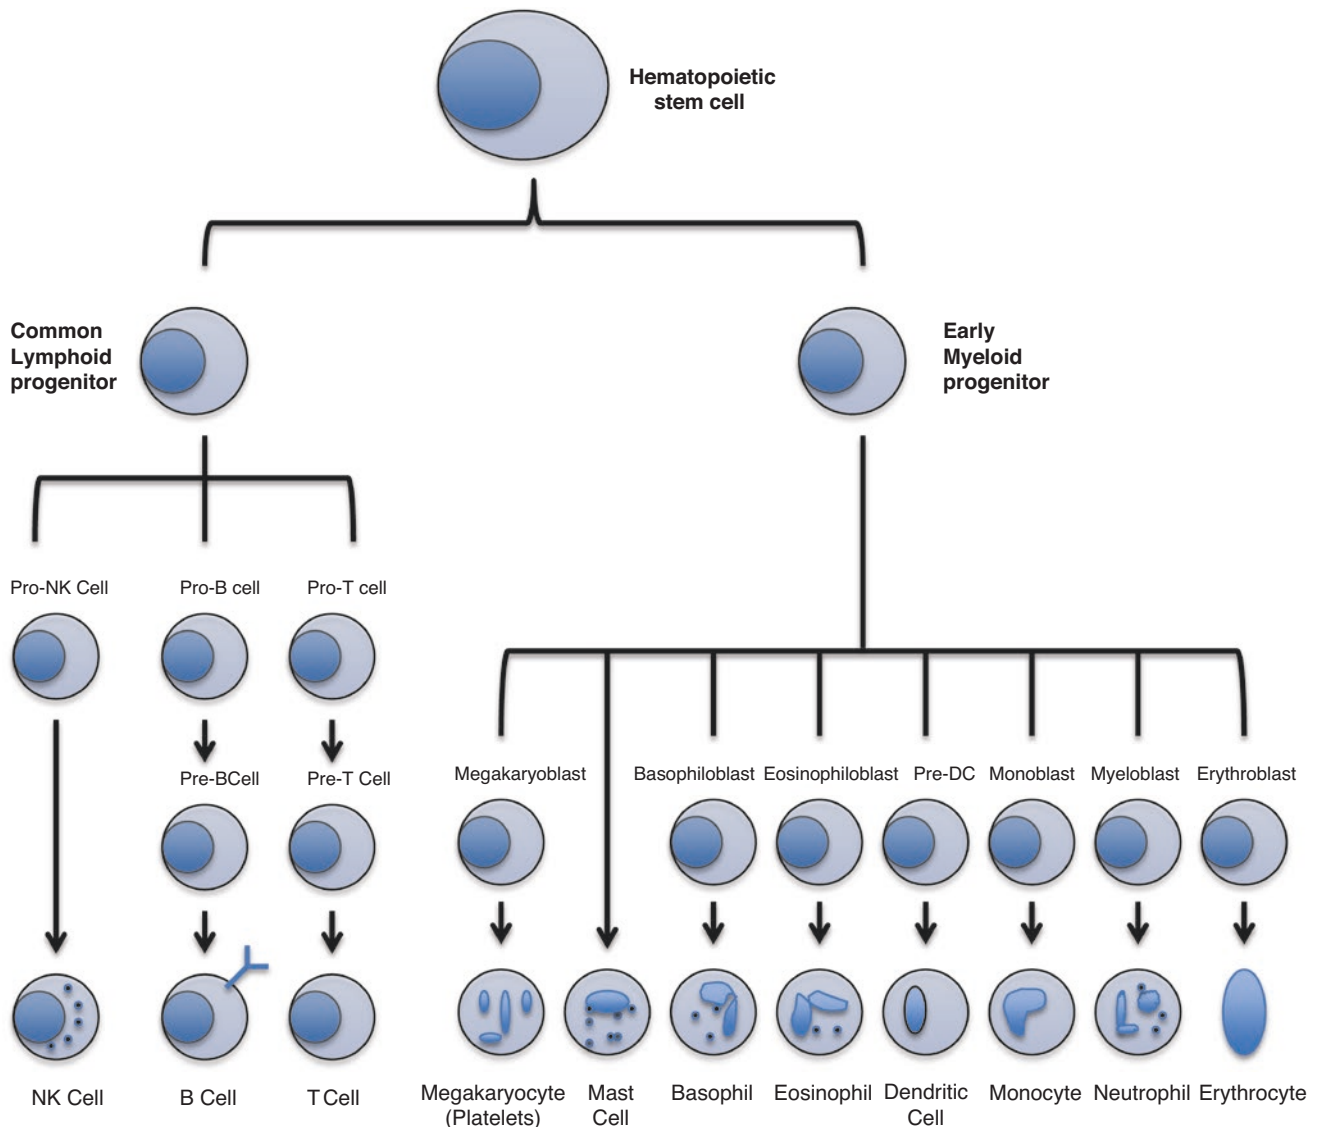 Hematopoietic
stem cell
Common
Lymphoid
progenitor
Early
Myeloid
progenitor
Pro-NK Cell
Pro-B cell
Pro-T cell
Pre-BCell
Pre-T Cell
Megakaryoblast
Basophiloblast
Eosinophiloblast
Pre-DC
Monoblast
Myeloblast
Erythroblast
NK Cell
B Cell
T Cell
Megakaryocyte
(Platelets)
Mast
Cell
Basophil
Eosinophil
Dendritic
Cell
Monocyte
Neutrophil
Erythrocyte